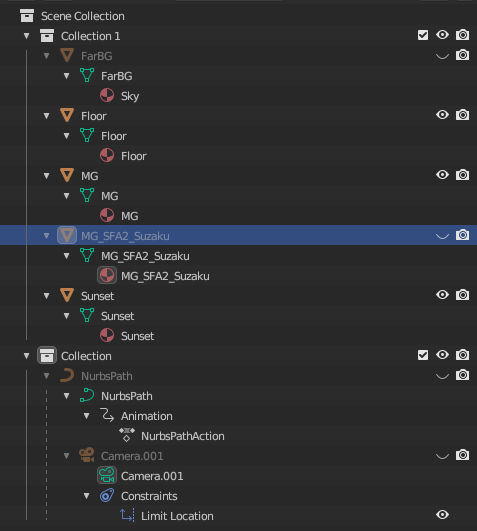 Scene Collection
Collection 1
FarBG
FarBG
Sky
Floor
Floor
Floor
MG
MG
MG
MG_SFA2_Suzaku
MG_SFA2_Suzaku
MG_SFA2_Suzaku
Sunset
Sunset
Sunset
Collection
NurbsPath
NurbsPath
Animation
NurbsPathAction
Camera.001
Camera.001
Constraints
Limit Location